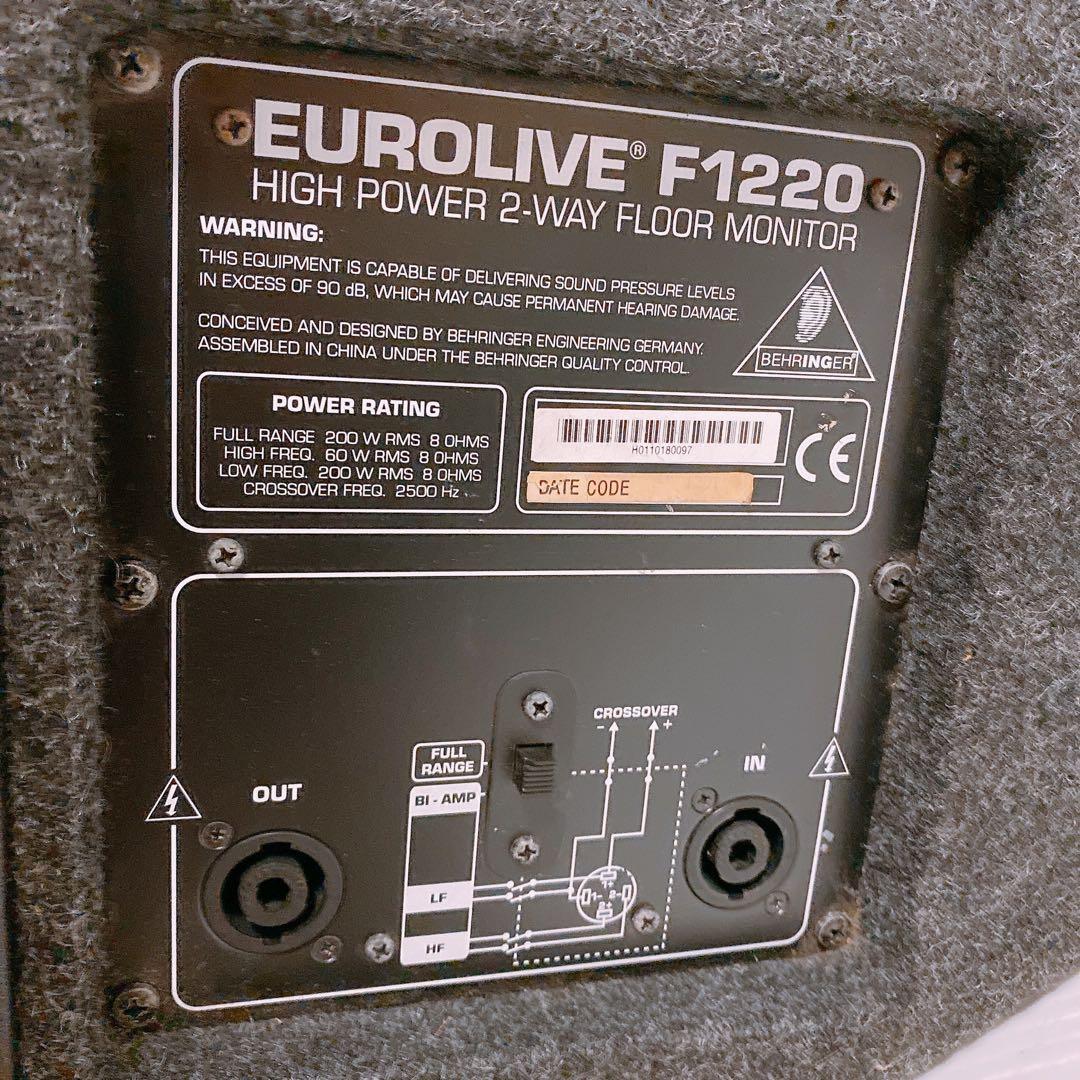 EUROLIVE® F1220
HIGH POWER 2-WAY FLOOR MONITOR
WARNING:
THIS EQUIPMENT IS CAPABLE OF DELIVERING SOUND PRESSURE LEVELS
IN EXCESS OF 90 dB, WHICH MAY CAUSE PERMANENT HEARING DAMAGE.
CONCEIVED AND DESIGNED BY BEHRINGER ENGINEERING GERMANY.
ASSEMBLED IN CHINA UNDER THE BEHRINGER QUALITY CONTROL.
BEHRINGER
POWER RATING
FULL RANGE 200 W RMS 8 OHMS
HIGH FREQ. 60 W RMS 8 OHMS
LOW FREQ. 200 W RMS 8 OHMS
CROSSOVER FREQ. 2500 Hz
H0110180097
DATE CODE
CE
CROSSOVER
- +
FULL
RANGE
BI - AMP
LF
HF
1+
1- 2-
2+
OUT
IN